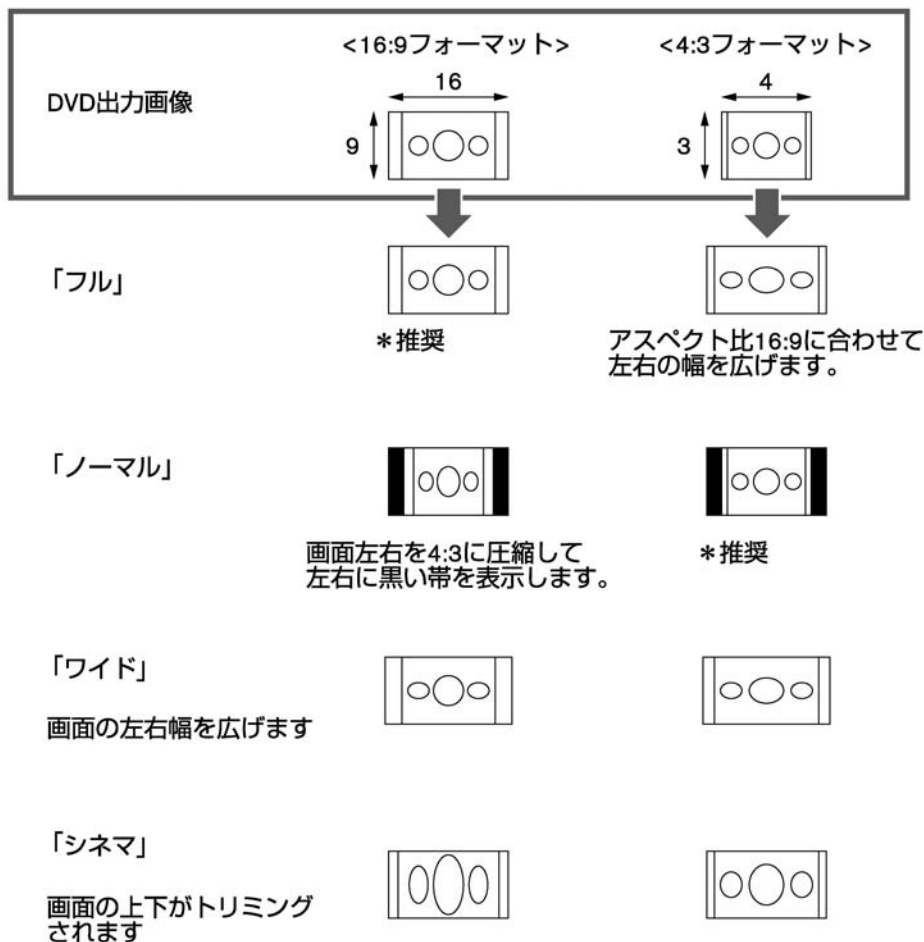 <16:9フォーマット>
<4:3フォーマット>
16
4
DVD出力画像
9
3
「フル」
＊推奨
アスペクト比16:9に合わせて
左右の幅を広げます。
「ノーマル」
画面左右を4:3に圧縮して
左右に黒い帯を表示します。
＊推奨
「ワイド」
画面の左右幅を広げます
「シネマ」
画面の上下がトリミング
されます